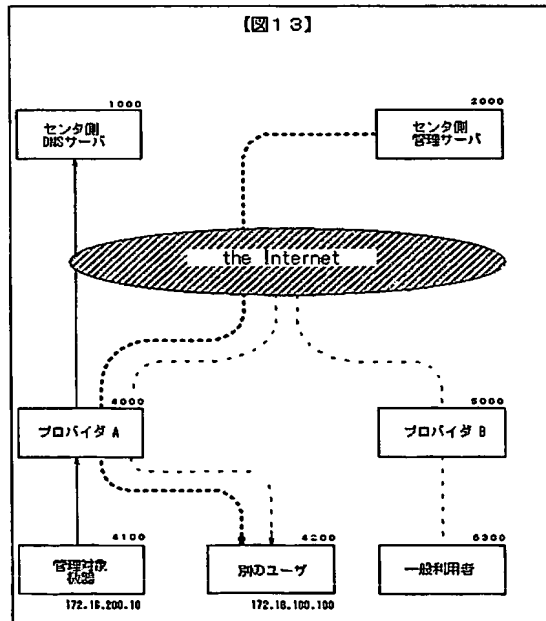 【図13】
1000
センタ側
DNSサーバ
2000
センタ側
管理サーバ
the Internet
4000
プロバイダ A
5000
プロバイダ B
4100
管理対象
機器
172.16.200.10
4200
別のユーザ
172.16.100.100
一般利用者